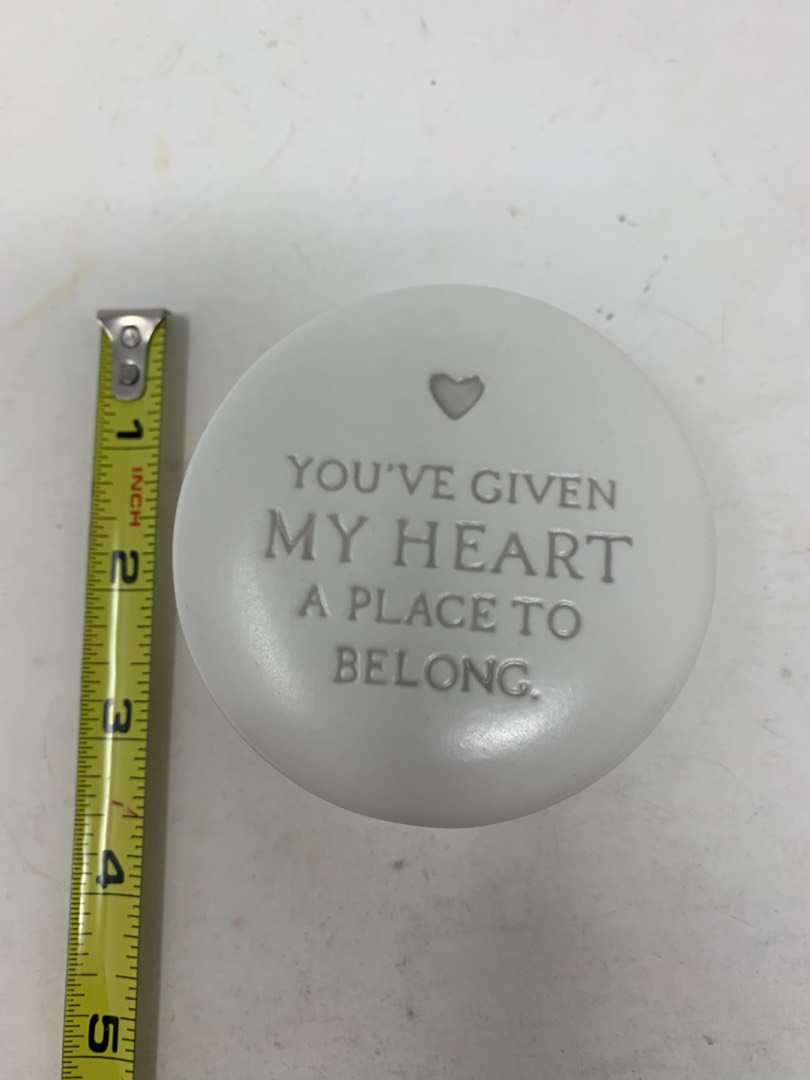 YOU'VE GIVEN
MY HEART
A PLACE TO
BELONG.
1
INCH
2
3
4
5